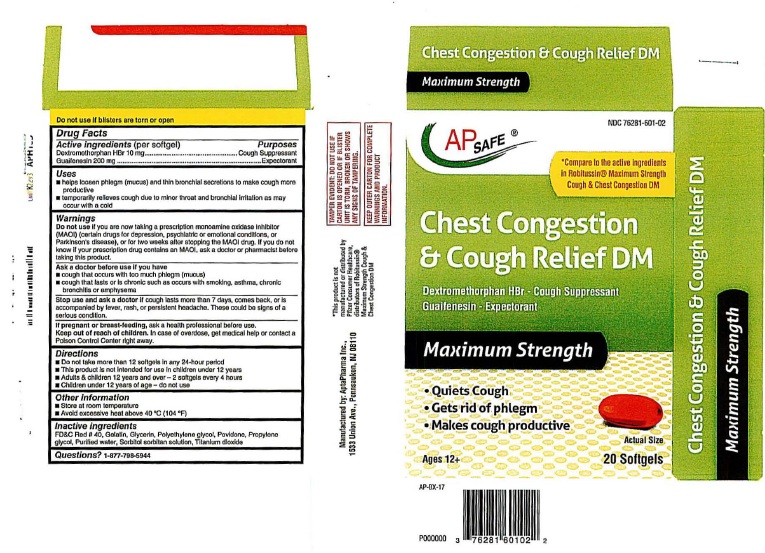 Do not use if blisters are torn or open
Drug Facts
Active ingredients (per softgel) Purposes
Dextromethorphan HBr 10 mg............................Cough Suppressant
Guaifenesin 200 mg ................................................Expectorant
Uses
■ helps loosen phlegm (mucus) and thin bronchial secretions to make cough more
productive
■ temporarily relieves cough due to minor throat and bronchial irritation as may
occur with a cold
Warnings
Do not use if you are now taking a prescription monoamine oxidase inhibitor
(MAOI) (certain drugs for depression, psychiatric or emotional conditions, or
Parkinson's disease), or for two weeks after stopping the MAOI drug. If you do not
know if your prescription drug contains an MAOI, ask a doctor or pharmacist before
taking this product.
Ask a doctor before use if you have
■ cough that occurs with too much phlegm (mucus)
■ cough that lasts or is chronic such as occurs with smoking, asthma, chronic
bronchitis or emphysema
Stop use and ask a doctor if cough lasts more than 7 days, comes back, or is
accompanied by fever, rash, or persistent headache. These could be signs of a
serious condition.
If pregnant or breast-feeding, ask a health professional before use.
Keep out of reach of children. In case of overdose, get medical help or contact a
Poison Control Center right away.
Directions
■ Do not take more than 12 softgels in any 24-hour period
■ This product is not intended for use in children under 12 years
■ Adults & children 12 years and over – 2 softgels every 4 hours
■ Children under 12 years of age – do not use
Other Information
■ Store at room temperature
■ Avoid excessive heat above 40 °C (104 °F)
Inactive ingredients
FD&C Red # 40, Gelatin, Glycerin, Polyethylene glycol, Povidone, Propylene
glycol, Purified water, Sorbitol sorbitan solution, Titanium dioxide
Questions? 1-877-798-5944
TAMPER EVIDENT: DO NOT USE IF
CARTON IS OPENED OR IF BLISTER
UNIT IS TORN, BROKEN OR SHOWS
ANY SIGNS OF TAMPERING.
KEEP OUTER CARTON FOR COMPLETE
WARNINGS AND PRODUCT
INFORMATION.
*This product is not
manufactured or distributed by
Pfizer Consumer Healthcare,
distributors of Robitussin®
Maximum Strength Cough &
Chest Congestion DM
Manufactured by: AptaPharma Inc.,
1533 Union Ave., Pennsauken, NJ 08110
Chest Congestion & Cough Relief DM
Maximum Strength
NDC 76281-601-02
AP SAFE ®
*Compare to the active ingredients
in Robitussin® Maximum Strength
Cough & Chest Congestion DM
Chest Congestion
& Cough Relief DM
Dextromethorphan HBr - Cough Suppressant
Guaifenesin - Expectorant
Maximum Strength
• Quiets Cough
• Gets rid of phlegm
• Makes cough productive
Actual Size
Ages 12+
20 Softgels
AP-DX-17
P000000
3 76281 60102 2
Chest Congestion & Cough Relief DM
Maximum Strength